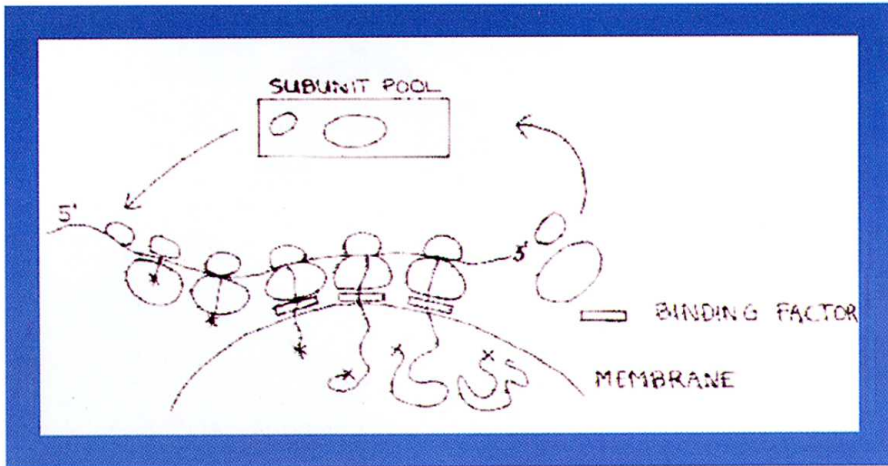 SUBUNIT POOL
5'
3'
BINDING FACTOR
MEMBRANE